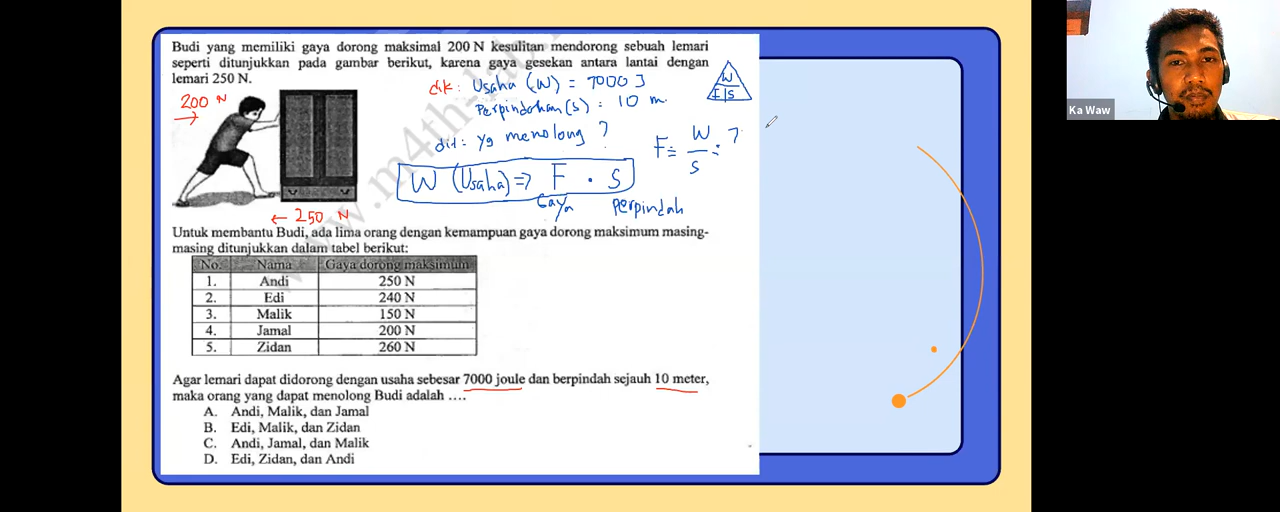 Budi yang memiliki gaya dorong maksimal 200 N kesulitan mendorong sebuah lemari
seperti ditunjukkan pada gambar berikut, karena gaya gesekan antara lantai dengan
lemari 250 N.
dik: Usaha (W) = 7000 J
W
F S
200 N
Perpindahan (s) : 10 m
dit: yg menolong ?
F = W / s = 7
W (Usaha) => F . S
Gaya Perpindah
250 N
Untuk membantu Budi, ada lima orang dengan kemampuan gaya dorong maksimum masing-
masing ditunjukkan dalam tabel berikut:
No. Nama Gaya dorong maksimum
1. Andi 250 N
2. Edi 240 N
3. Malik 150 N
4. Jamal 200 N
5. Zidan 260 N
Agar lemari dapat didorong dengan usaha sebesar 7000 joule dan berpindah sejauh 10 meter,
maka orang yang dapat menolong Budi adalah ....
A. Andi, Malik, dan Jamal
B. Edi, Malik, dan Zidan
C. Andi, Jamal, dan Malik
D. Edi, Zidan, dan Andi
Ka Waw